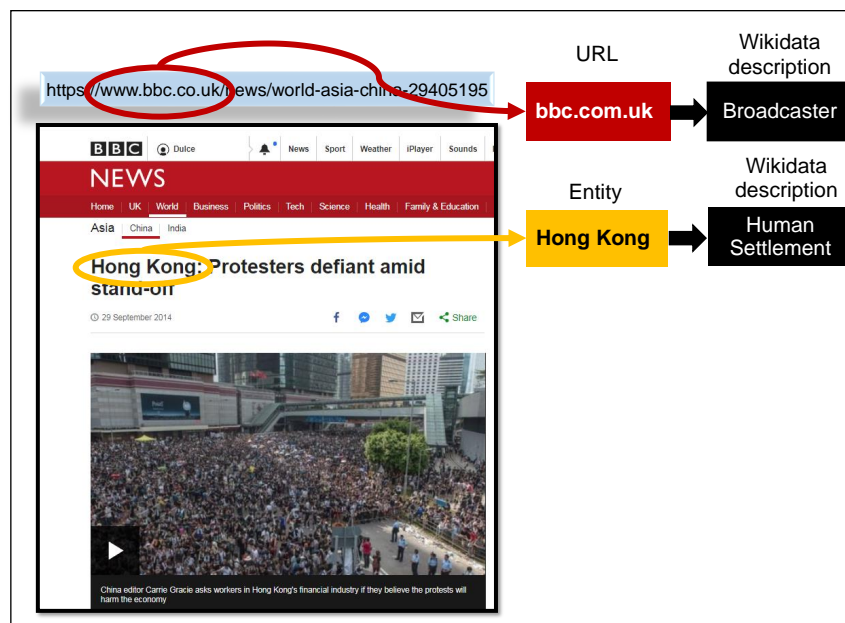 URL
Wikidata
description
https://www.bbc.co.uk/news/world-asia-china-29405195
bbc.com.uk
Broadcaster
BBC Dulce News Sport Weather iPlayer Sounds
NEWS
Home UK World Business Politics Tech Science Health Family & Education
Asia China India
Entity
Wikidata
description
Hong Kong
Human
Settlement
Hong Kong: Protesters defiant amid
stand-off
29 September 2014
Share
China editor Carrie Gracie asks workers in Hong Kong's financial industry if they believe the protests will
harm the economy